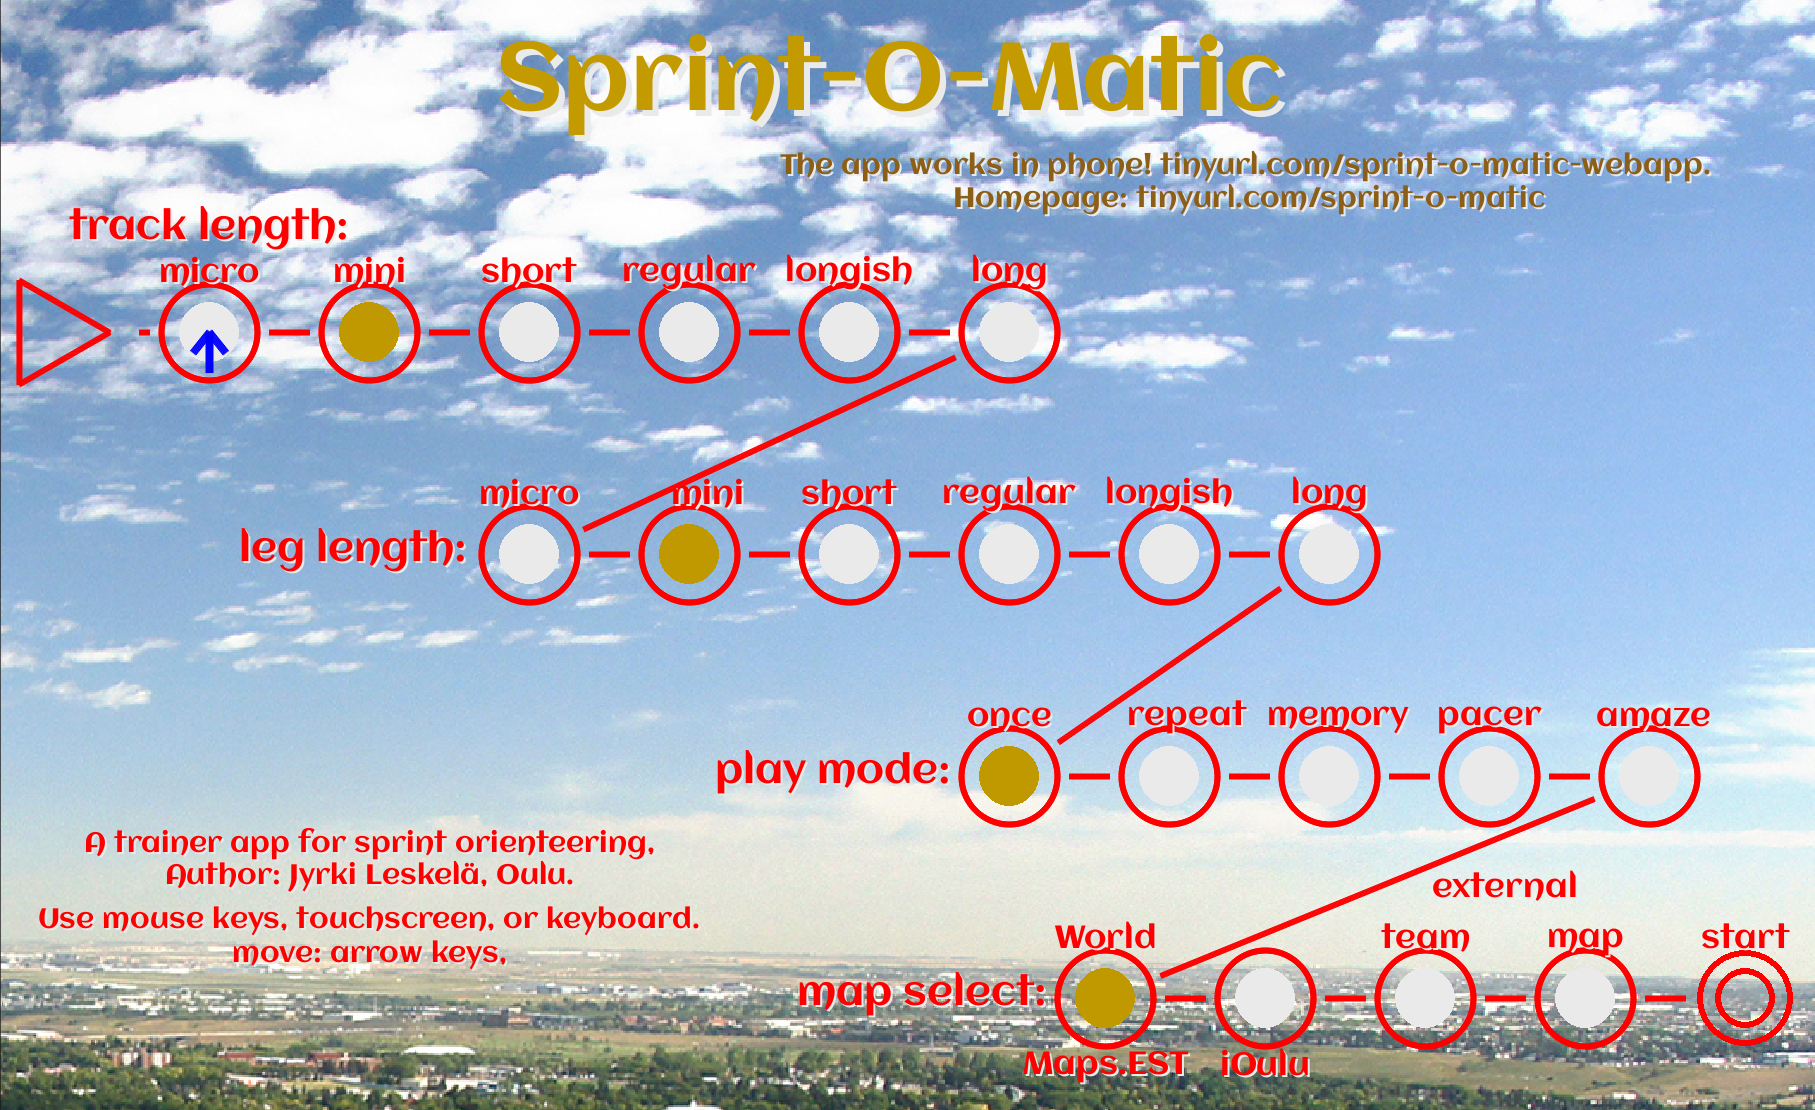 Sprint-O-Matic
The app works in phone! tinyurl.com/sprint-o-matic-webapp.
Homepage: tinyurl.com/sprint-o-matic
track length:
micro mini short regular longish long
micro mini short regular longish long
leg length:
once repeat memory pacer amaze
play mode:
A trainer app for sprint orienteering,
Author: Jyrki Leskelä, Oulu.
Use mouse keys, touchscreen, or keyboard.
move: arrow keys,
external
World team map start
map select:
Maps.EST iOulu